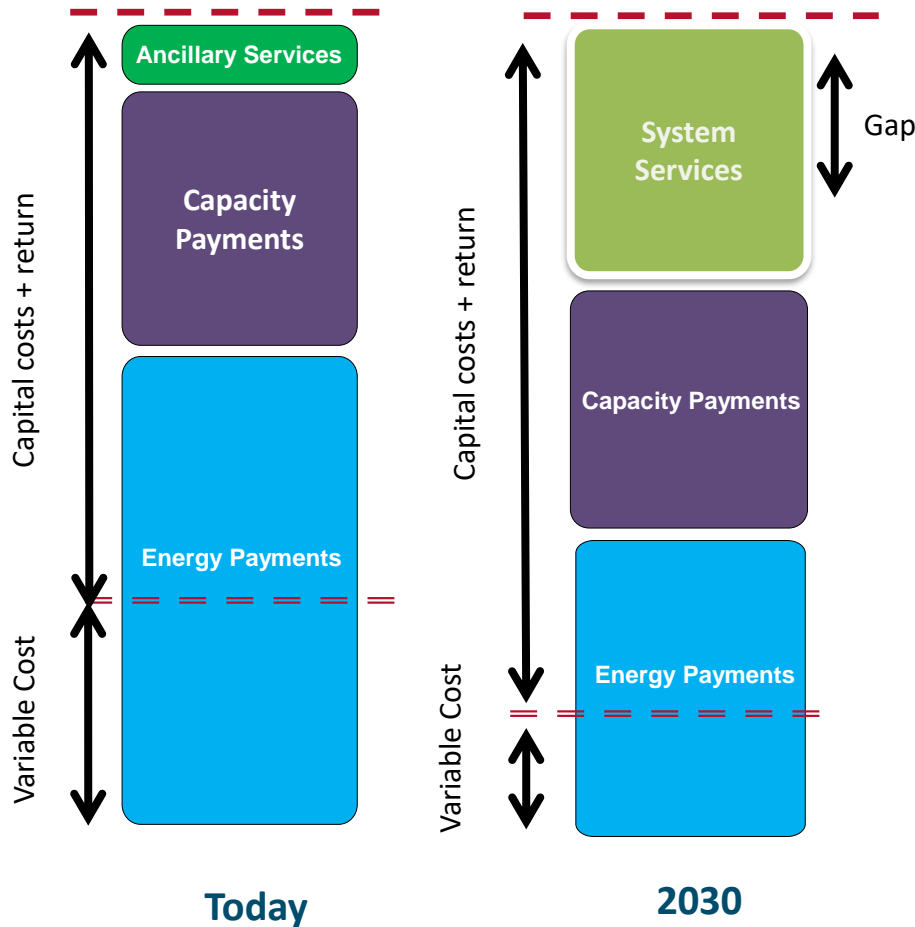 Ancillary Services
Capacity
Payments
Energy Payments
Capital costs + return
Variable Cost
Today
System
Services
Gap
Capacity Payments
Energy Payments
Capital costs + return
Variable Cost
2030